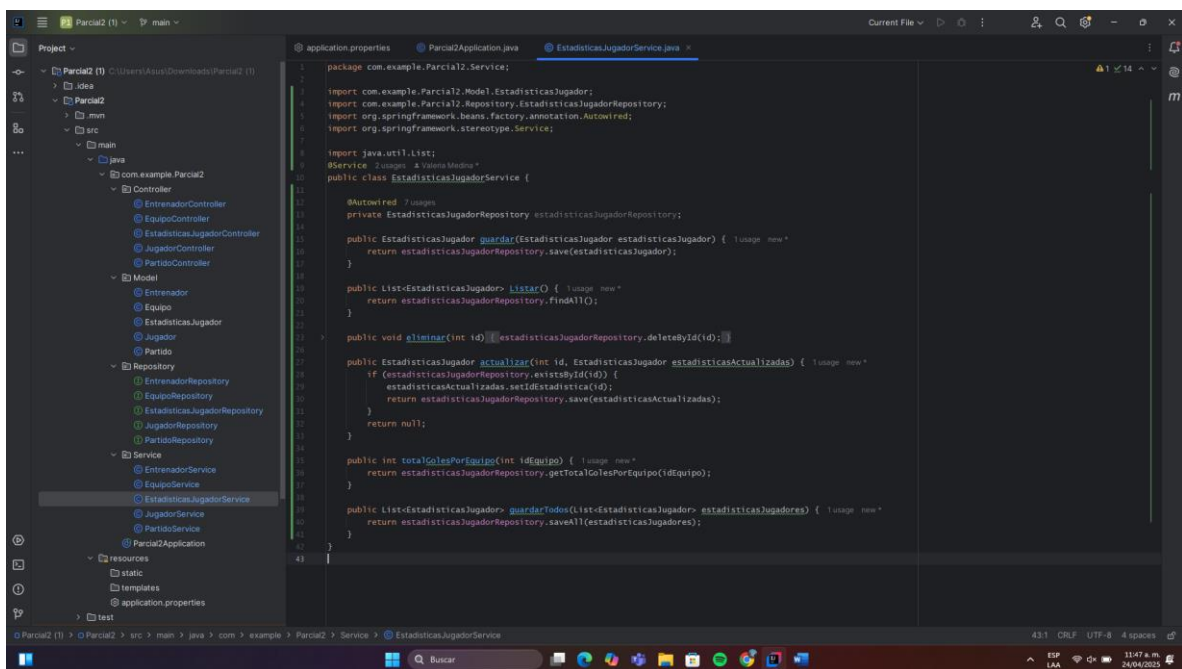 Parcial2 (1)
main
Current File
Project
application.properties
Parcial2Application.java
EstadisticasJugadorService.java
Parcial2 (1) C:\Users\Asus\Downloads\Parcial2 (1)
.idea
Parcial2
.mvn
src
main
java
com.example.Parcial2
Controller
EntrenadorController
EquipoController
EstadisticasJugadorController
JugadorController
PartidoController
Model
Entrenador
Equipo
EstadisticasJugador
Jugador
Partido
Repository
EntrenadorRepository
EquipoRepository
EstadisticasJugadorRepository
JugadorRepository
PartidoRepository
Service
EntrenadorService
EquipoService
EstadisticasJugadorService
JugadorService
PartidoService
Parcial2Application
resources
static
templates
application.properties
test
1 14
package com.example.Parcial2.Service;
import com.example.Parcial2.Model.EstadisticasJugador;
import com.example.Parcial2.Repository.EstadisticasJugadorRepository;
import org.springframework.beans.factory.annotation.Autowired;
import org.springframework.stereotype.Service;
import java.util.List;
@Service 2 usages Valeria Medina *
public class EstadisticasJugadorService {
@Autowired 7 usages
private EstadisticasJugadorRepository estadisticasJugadorRepository;
public EstadisticasJugador guardar(EstadisticasJugador estadisticasJugador) { 1 usage new *
return estadisticasJugadorRepository.save(estadisticasJugador);
}
public List<EstadisticasJugador> Listar() { 1 usage new *
return estadisticasJugadorRepository.findAll();
}
public void eliminar(int id) { estadisticasJugadorRepository.deleteById(id); }
public EstadisticasJugador actualizar(int id, EstadisticasJugador estadisticasActualizadas) { 1 usage new *
if (estadisticasJugadorRepository.existsById(id)) {
estadisticasActualizadas.setIdEstadistica(id);
return estadisticasJugadorRepository.save(estadisticasActualizadas);
}
return null;
}
public int totalGolesPorEquipo(int idEquipo) { 1 usage new *
return estadisticasJugadorRepository.getTotalGolesPorEquipo(idEquipo);
}
public List<EstadisticasJugador> guardarTodos(List<EstadisticasJugador> estadisticasJugadores) { 1 usage new *
return estadisticasJugadorRepository.saveAll(estadisticasJugadores);
}
}
43
Parcial2 (1) > Parcial2 > src > main > java > com > example > Parcial2 > Service > EstadisticasJugadorService
43:1 CRLF UTF-8 4 spaces
Buscar
ESP
LAA
11:47 a. m.
24/04/2025